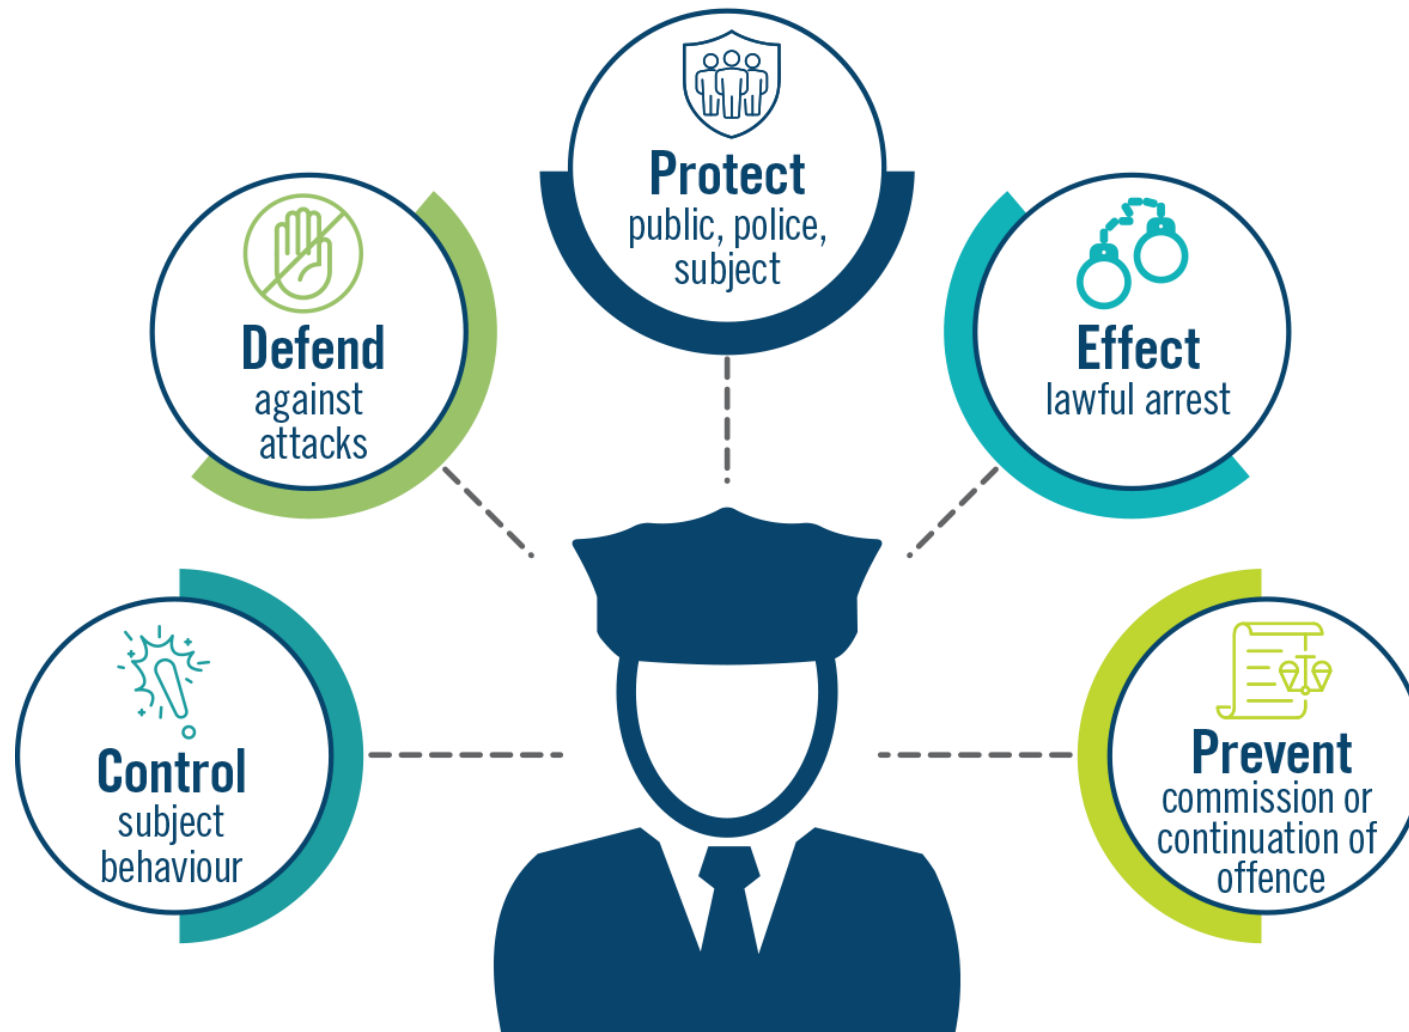 Protect
public, police,
subject
Defend
against
attacks
Effect
lawful arrest
Control
subject
behaviour
Prevent
commission or
continuation of
offence